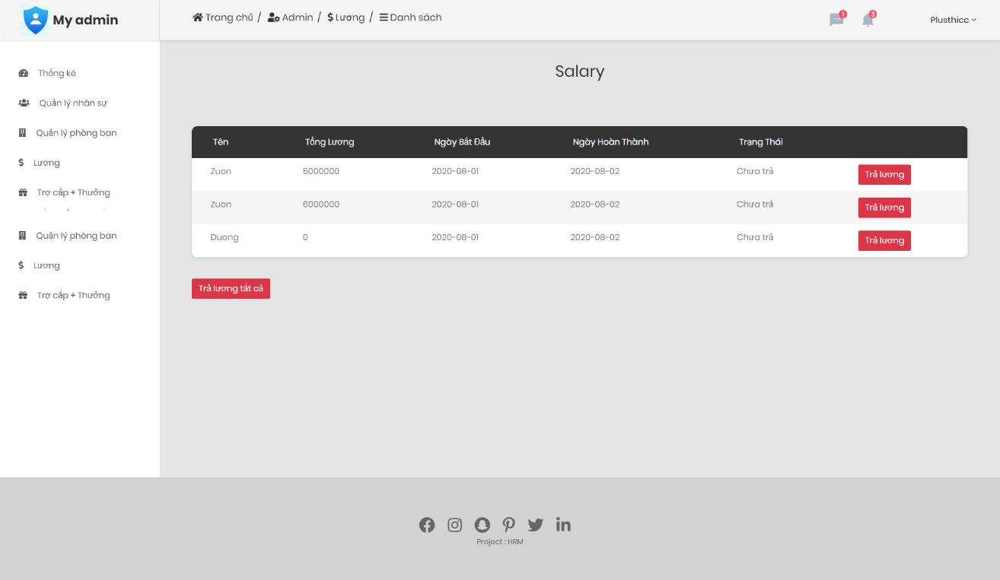 My admin
Trang chủ / Admin / Lương / Danh sách
1
3
Plusthicc
Thống kê
Quản lý nhân sự
Quản lý phòng ban
Lương
Trợ cấp + Thưởng
Quản lý phòng ban
Lương
Trợ cấp + Thưởng
Salary
Tên Tổng Lương Ngày Bắt Đầu Ngày Hoàn Thành Trạng Thái
Zuon 5000000 2020-08-01 2020-08-02 Chưa trả Trả lương
Zuon 6000000 2020-08-01 2020-08-02 Chưa trả Trả lương
Duong 0 2020-08-01 2020-08-02 Chưa trả Trả lương
Trả lương tất cả
Project : HRM